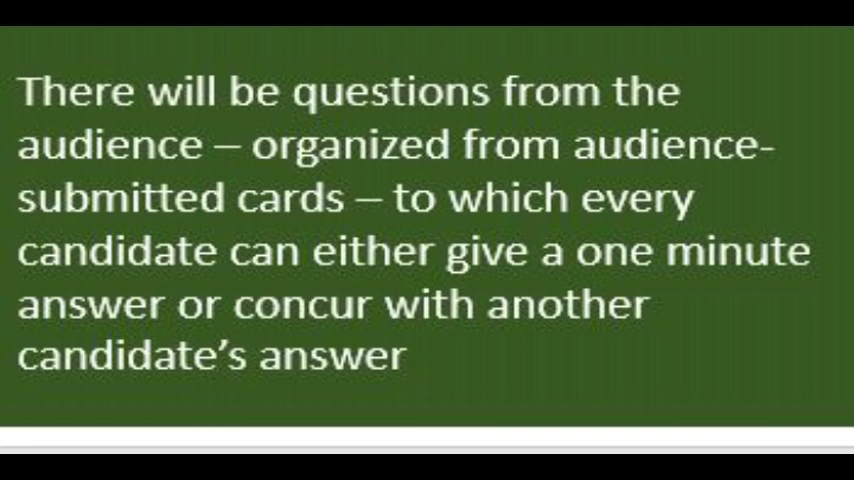 There will be questions from the
audience – organized from audience-
submitted cards – to which every
candidate can either give a one minute
answer or concur with another
candidate’s answer